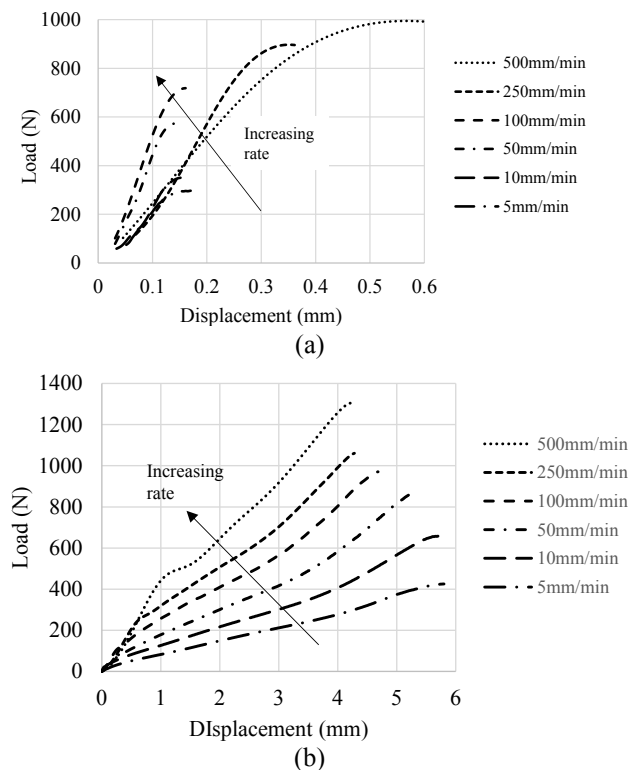 1000
800
600
400
200
0
Load (N)
0 0.1 0.2 0.3 0.4 0.5 0.6
Displacement (mm)
Increasing
rate
500mm/min
250mm/min
100mm/min
50mm/min
10mm/min
5mm/min
(a)
1400
1200
1000
800
600
400
200
0
Load (N)
0 1 2 3 4 5 6
DIsplacement (mm)
Increasing
rate
500mm/min
250mm/min
100mm/min
50mm/min
10mm/min
5mm/min
(b)